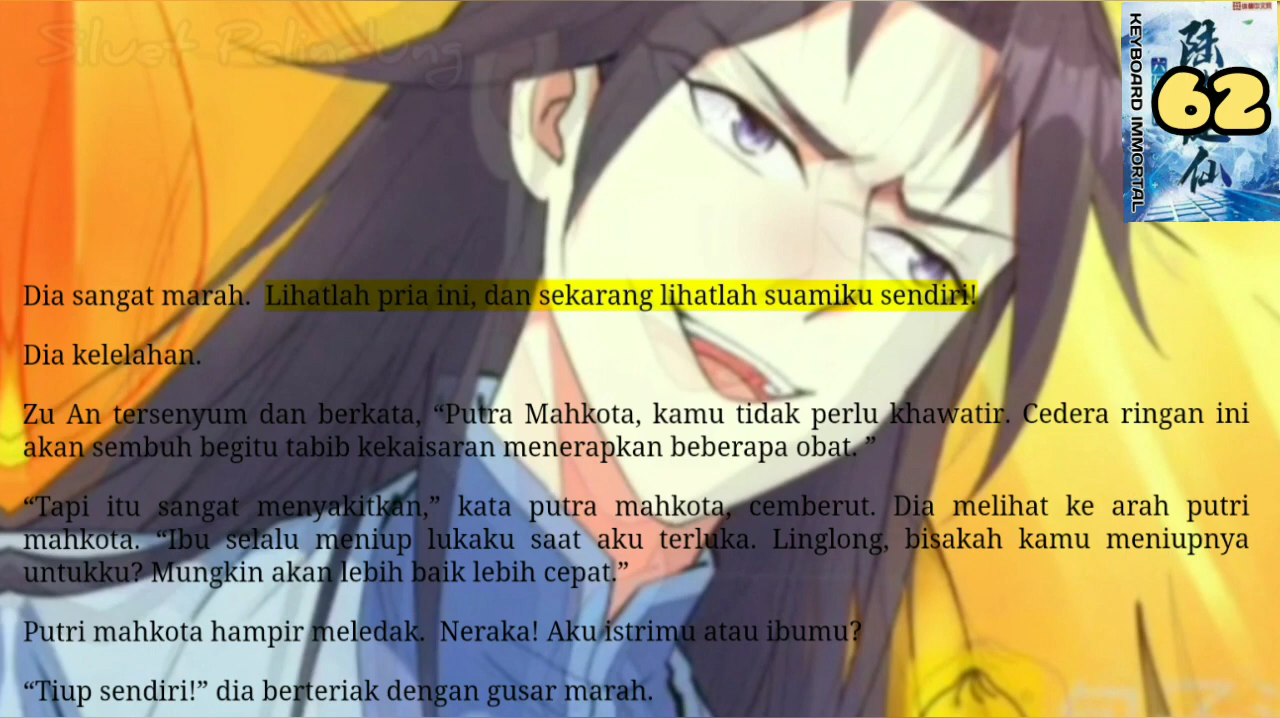 Siluet Pelindung
KEYBOARD IMMORTAL
陆
仙
62
Dia sangat marah.  Lihatlah pria ini, dan sekarang lihatlah suamiku sendiri!
Dia kelelahan.
Zu An tersenyum dan berkata, “Putra Mahkota, kamu tidak perlu khawatir. Cedera ringan ini
akan sembuh begitu tabib kekaisaran menerapkan beberapa obat. ”
“Tapi itu sangat menyakitkan,” kata putra mahkota, cemberut. Dia melihat ke arah putri
mahkota. “Ibu selalu meniup lukaku saat aku terluka. Linglong, bisakah kamu meniupnya
untukku? Mungkin akan lebih baik lebih cepat.”
Putri mahkota hampir meledak.  Neraka! Aku istrimu atau ibumu?
“Tiup sendiri!” dia berteriak dengan gusar marah.